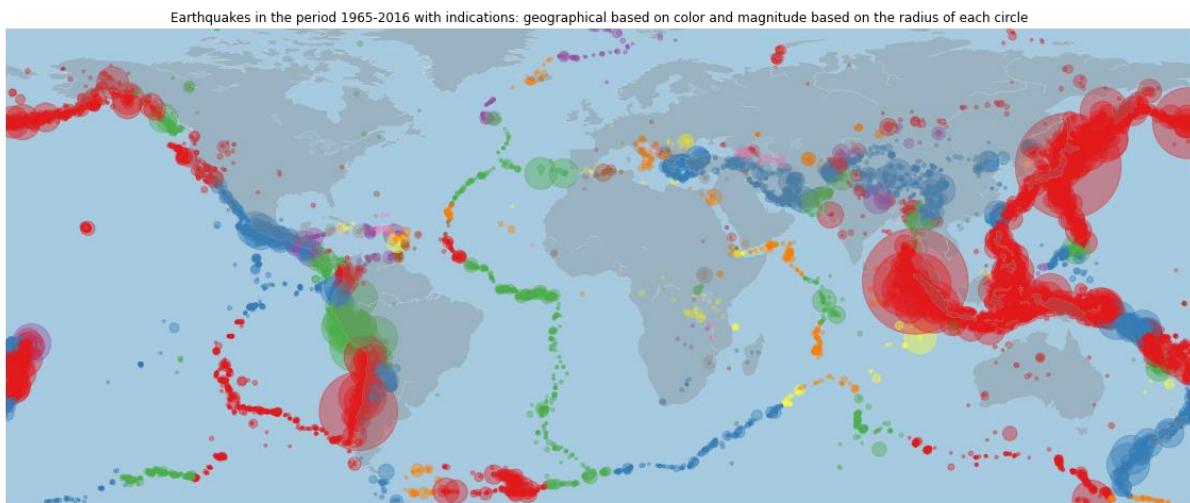 Earthquakes in the period 1965-2016 with indications: geographical based on color and magnitude based on the radius of each circle